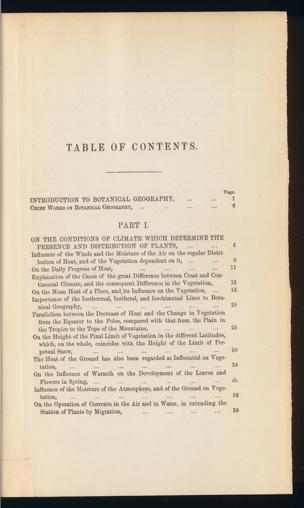 TABLE OF CONTENTS.
Page
INTRODUCTION TO BOTANICAL GEOGRAPHY, ... ... 1
CHIEF WORKS ON BOTANICAL GEOGRAPHY, ... ... ... ... 6
PART I.
ON THE CONDITIONS OF CLIMATE WHICH DETERMINE THE
PRESENCE AND DISTRIBUTION OF PLANTS, ... ... 8
Influence of the Winds and the Moisture of the Air on the regular Distri-
bution of Heat, and of the Vegetation dependent on it, ... ... 9
On the Daily Progress of Heat, ... ... ... ... 11
Explanation of the Cause of the great Difference between Coast and Con-
tinental Climate, and the consequent Difference in the Vegetation, 13
On the Mean Heat of a Place, and its Influence on the Vegetation, ... 15
Importance of the Isothermal, Isotheral, and Isochimenal Lines to Bota-
nical Geography, ... ... ... ... ... ... 20
Parallelism between the Decrease of Heat and the Change in Vegetation
from the Equator to the Poles, compared with that from the Plain in
the Tropics to the Tops of the Mountains, ... ... ... 25
On the Height of the Final Limit of Vegetation in the different Latitudes,
which, on the whole, coincides with the Height of the Limit of Per-
petual Snow, ... ... ... ... ... ... 30
The Heat of the Ground has also been regarded as Influential on Vege-
tation, ... ... ... ... ... ... ... 34
On the Influence of Warmth on the Development of the Leaves and
Flowers in Spring, ... ... ... ... ... ... ib.
Influence of the Moisture of the Atmosphere, and of the Ground on Vege-
tation, ... ... ... ... ... ... ... 38
On the Operation of Currents in the Air and in Water, in extending the
Station of Plants by Migration, ... ... ... ... 39